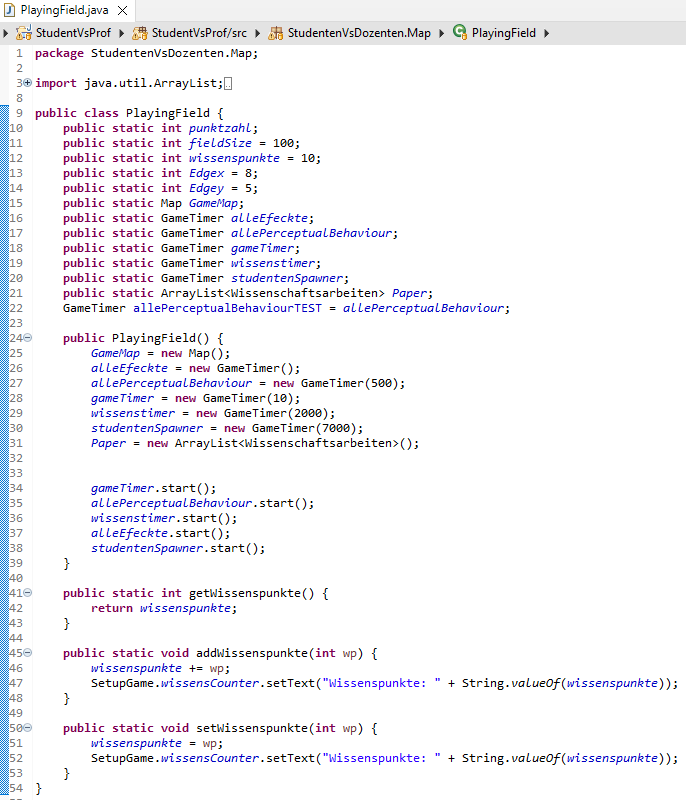 PlayingField.java
StudentVsProf StudentVsProf/src StudentenVsDozenten.Map PlayingField
1 package StudentenVsDozenten.Map;
2
3 import java.util.ArrayList;
8
9 public class PlayingField {
10 public static int punktzahl;
11 public static int fieldSize = 100;
12 public static int wissenspunkte = 10;
13 public static int Edgex = 8;
14 public static int Edgey = 5;
15 public static Map GameMap;
16 public static GameTimer alleEfeckte;
17 public static GameTimer allePerceptualBehaviour;
18 public static GameTimer gameTimer;
19 public static GameTimer wissenstimer;
20 public static GameTimer studentenSpawner;
21 public static ArrayList<Wissenschaftsarbeiten> Paper;
22 GameTimer allePerceptualBehaviourTEST = allePerceptualBehaviour;
23
24 public PlayingField() {
25 GameMap = new Map();
26 alleEfeckte = new GameTimer();
27 allePerceptualBehaviour = new GameTimer(500);
28 gameTimer = new GameTimer(10);
29 wissenstimer = new GameTimer(2000);
30 studentenSpawner = new GameTimer(7000);
31 Paper = new ArrayList<Wissenschaftsarbeiten>();
32
33
34 gameTimer.start();
35 allePerceptualBehaviour.start();
36 wissenstimer.start();
37 alleEfeckte.start();
38 studentenSpawner.start();
39 }
40
41 public static int getWissenspunkte() {
42 return wissenspunkte;
43 }
44
45 public static void addWissenspunkte(int wp) {
46 wissenspunkte += wp;
47 SetupGame.wissensCounter.setText("Wissenspunkte: " + String.valueOf(wissenspunkte));
48 }
49
50 public static void setWissenspunkte(int wp) {
51 wissenspunkte = wp;
52 SetupGame.wissensCounter.setText("Wissenspunkte: " + String.valueOf(wissenspunkte));
53 }
54 }